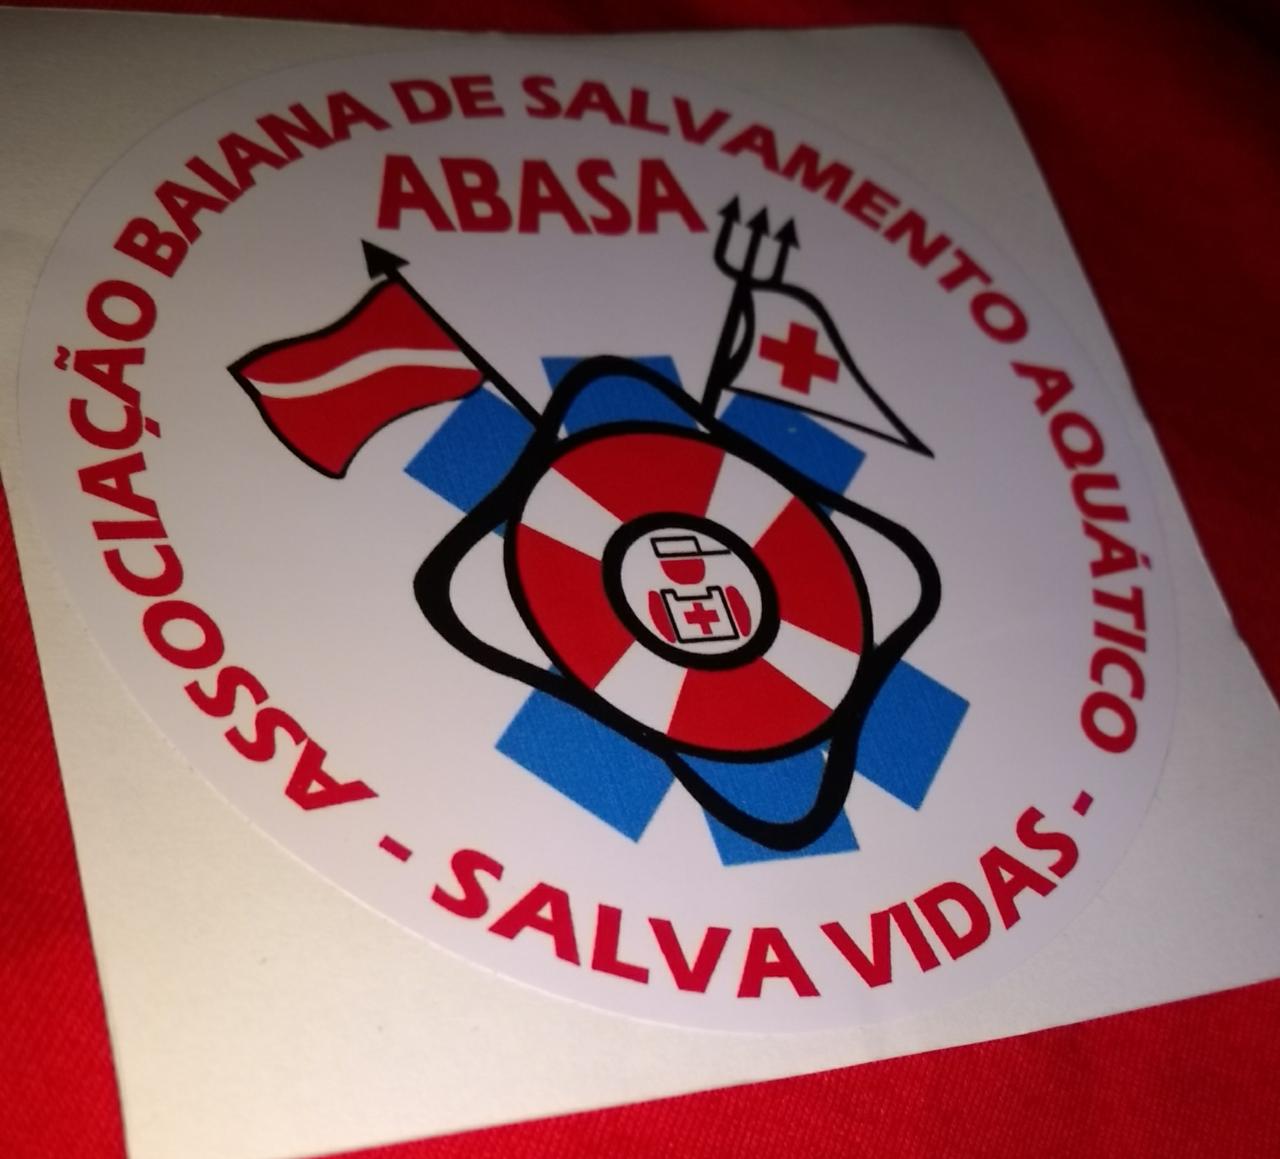 ASSOCIAÇÃO BAIANA DE SALVAMENTO AQUÁTICO
ABASA
- SALVA VIDAS -